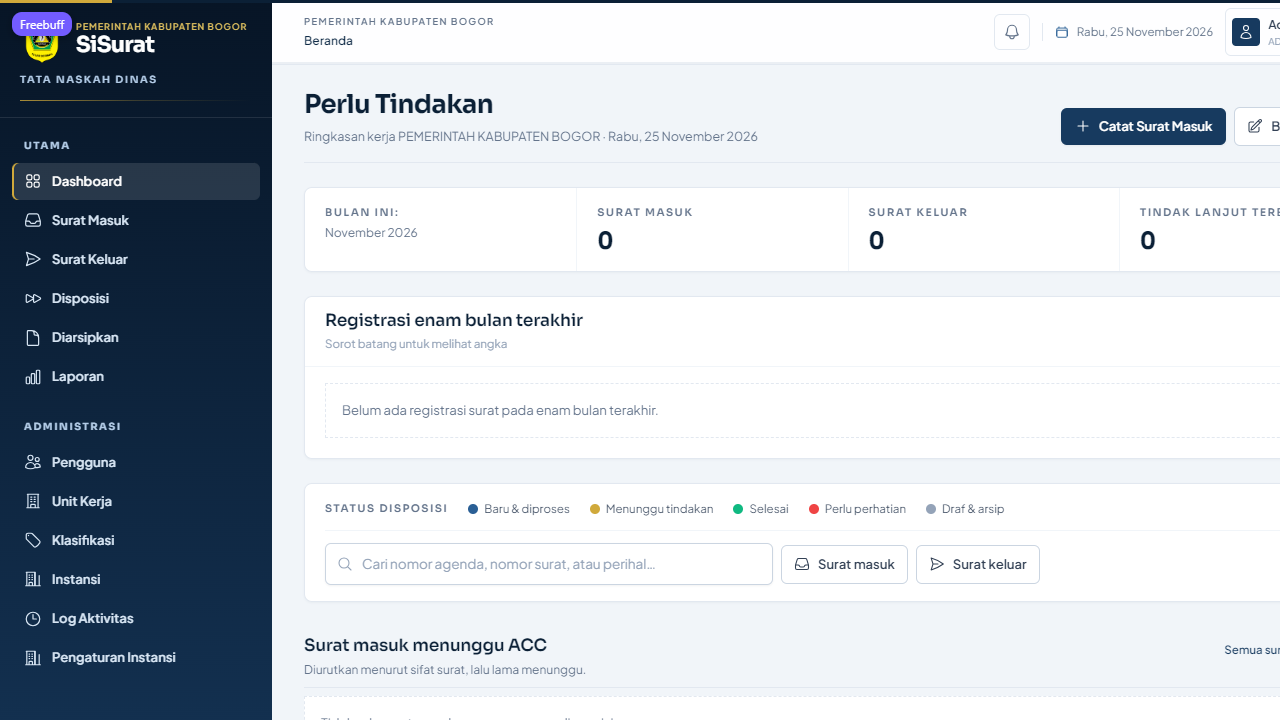 Freebuff
PEMERINTAH KABUPATEN BOGOR
SiSurat
TATA NASKAH DINAS
UTAMA
Dashboard
Surat Masuk
Surat Keluar
Disposisi
Diarsipkan
Laporan
ADMINISTRASI
Pengguna
Unit Kerja
Klasifikasi
Instansi
Log Aktivitas
Pengaturan Instansi
PEMERINTAH KABUPATEN BOGOR
Beranda
Rabu, 25 November 2026
Perlu Tindakan
Ringkasan kerja PEMERINTAH KABUPATEN BOGOR · Rabu, 25 November 2026
Catat Surat Masuk
BULAN INI:
November 2026
SURAT MASUK
0
SURAT KELUAR
0
TINDAK LANJUT
0
Registrasi enam bulan terakhir
Sorot batang untuk melihat angka
Belum ada registrasi surat pada enam bulan terakhir.
STATUS DISPOSISI
Baru & diproses
Menunggu tindakan
Selesai
Perlu perhatian
Draf & arsip
Cari nomor agenda, nomor surat, atau perihal...
Surat masuk
Surat keluar
Surat masuk menunggu ACC
Diurutkan menurut sifat surat, lalu lama menunggu.
Semua